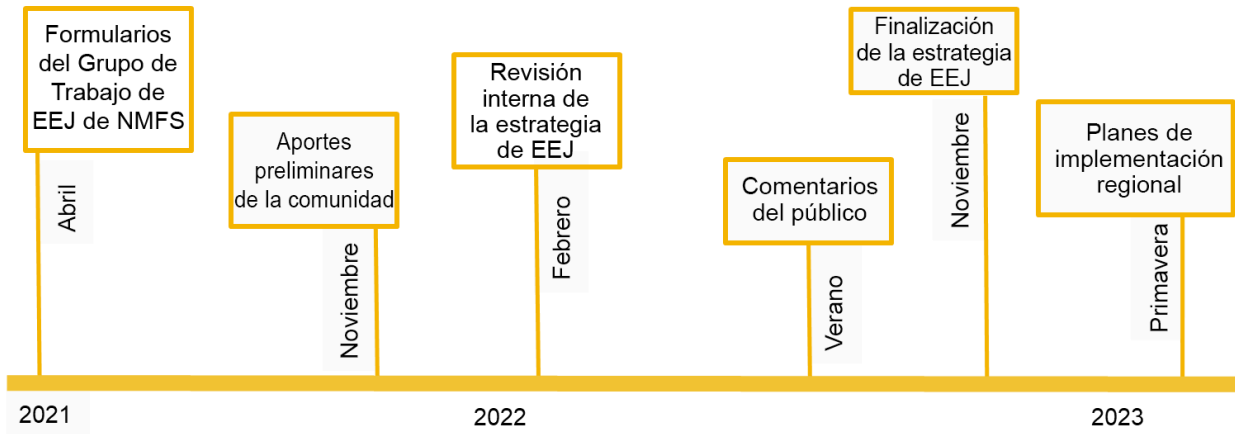 Formularios
del Grupo de
Trabajo de
EEJ de NMFS
Abril
Aportes
preliminares
de la comunidad
Noviembre
Revisión
interna de
la estrategia
de EEJ
Febrero
Comentarios
del público
Verano
Finalización
de la estrategia
de EEJ
Noviembre
Planes de
implementación
regional
Primavera
2021
2022
2023